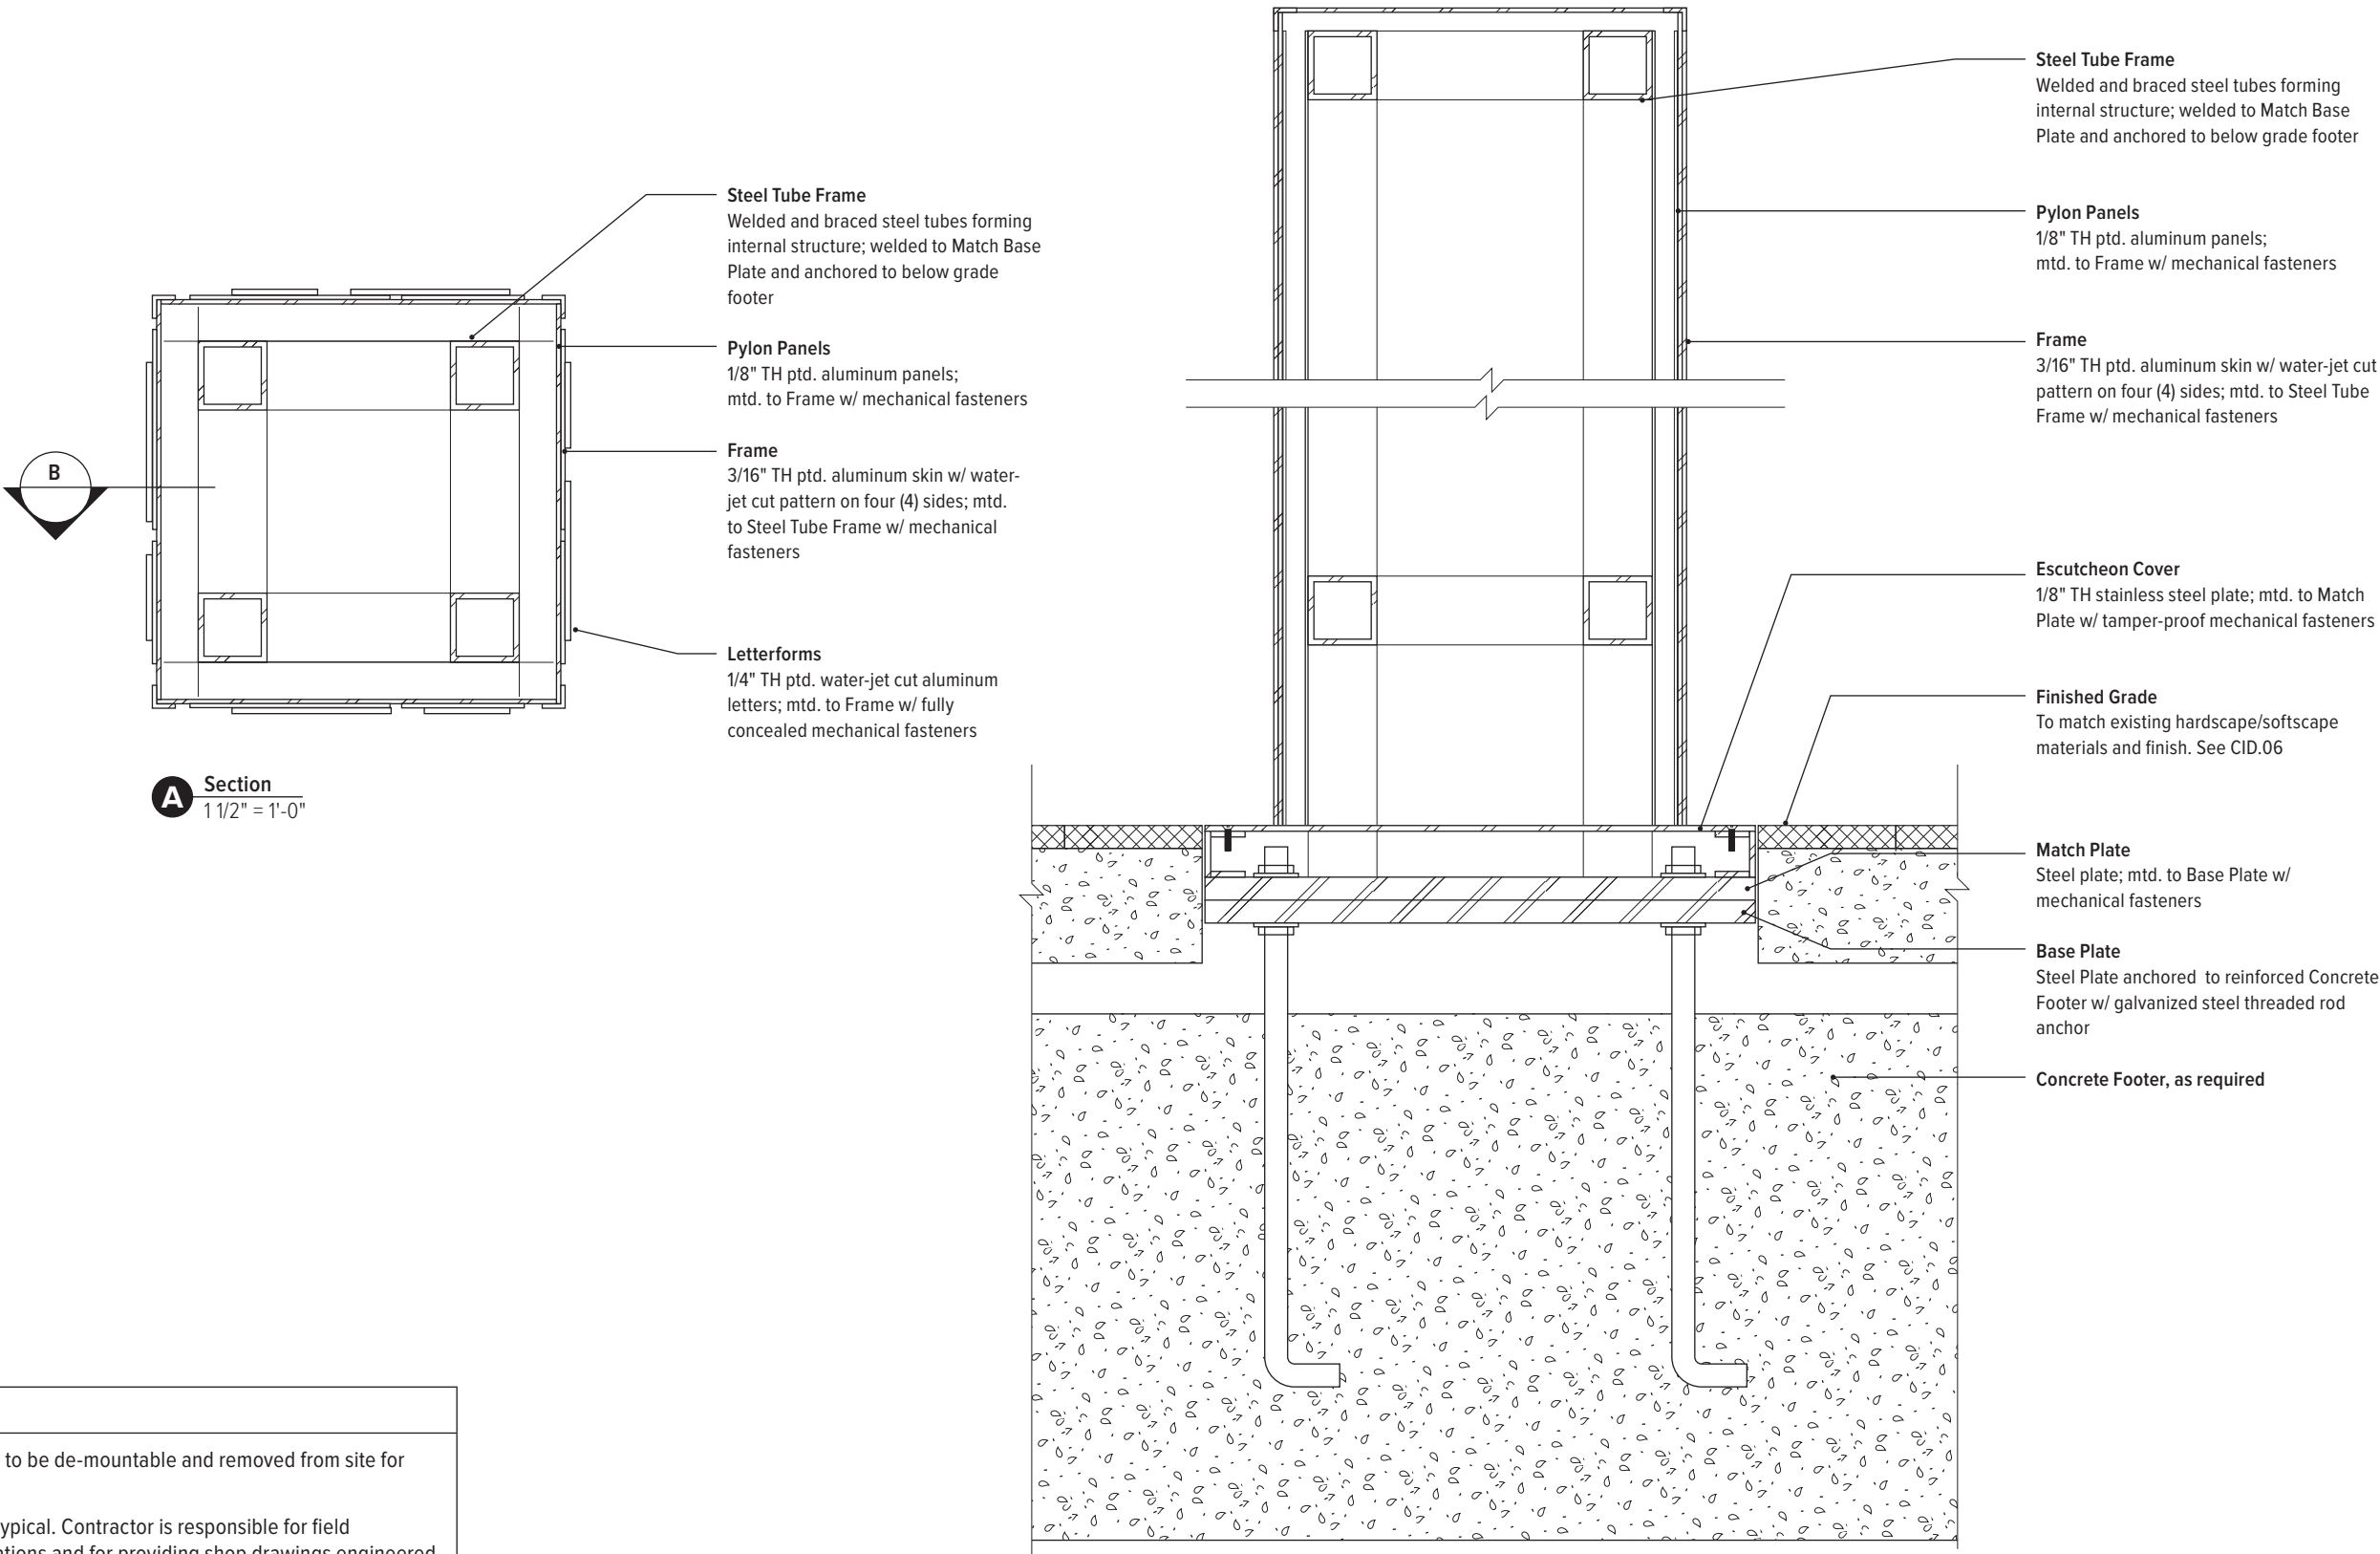 Steel Tube Frame
Welded and braced steel tubes forming
internal structure; welded to Match Base
Plate and anchored to below grade
footer
Pylon Panels
1/8" TH ptd. aluminum panels;
mtd. to Frame w/ mechanical fasteners
Frame
3/16" TH ptd. aluminum skin w/ water-
jet cut pattern on four (4) sides; mtd.
to Steel Tube Frame w/ mechanical
fasteners
Letterforms
1/4" TH ptd. water-jet cut aluminum
letters; mtd. to Frame w/ fully
concealed mechanical fasteners
B
A Section
1 1/2" = 1'-0"
Steel Tube Frame
Welded and braced steel tubes forming
internal structure; welded to Match Base
Plate and anchored to below grade footer
Pylon Panels
1/8" TH ptd. aluminum panels;
mtd. to Frame w/ mechanical fasteners
Frame
3/16" TH ptd. aluminum skin w/ water-jet cut
pattern on four (4) sides; mtd. to Steel Tube
Frame w/ mechanical fasteners
Escutcheon Cover
1/8" TH stainless steel plate; mtd. to Match
Plate w/ tamper-proof mechanical fasteners
Finished Grade
To match existing hardscape/softscape
materials and finish. See CID.06
Match Plate
Steel plate; mtd. to Base Plate w/
mechanical fasteners
Base Plate
Steel Plate anchored to reinforced Concrete
Footer w/ galvanized steel threaded rod
anchor
Concrete Footer, as required
to be de-mountable and removed from site for
ypical. Contractor is responsible for field
tions and for providing shop drawings engineered